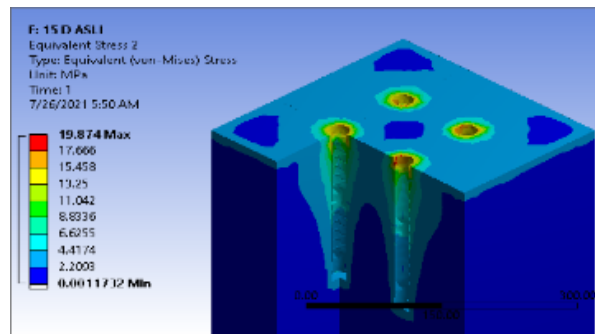 F: 15 D ASLI
Equivalent Stress 2
Type: Equivalent (von-Mises) Stress
Unit: MPa
Time: 1
7/26/2021 5:50 AM
19.874 Max
17.666
15.458
13.25
11.042
8.8336
6.6255
4.4174
2.2093
0.0011732 Min
0.00
300.00